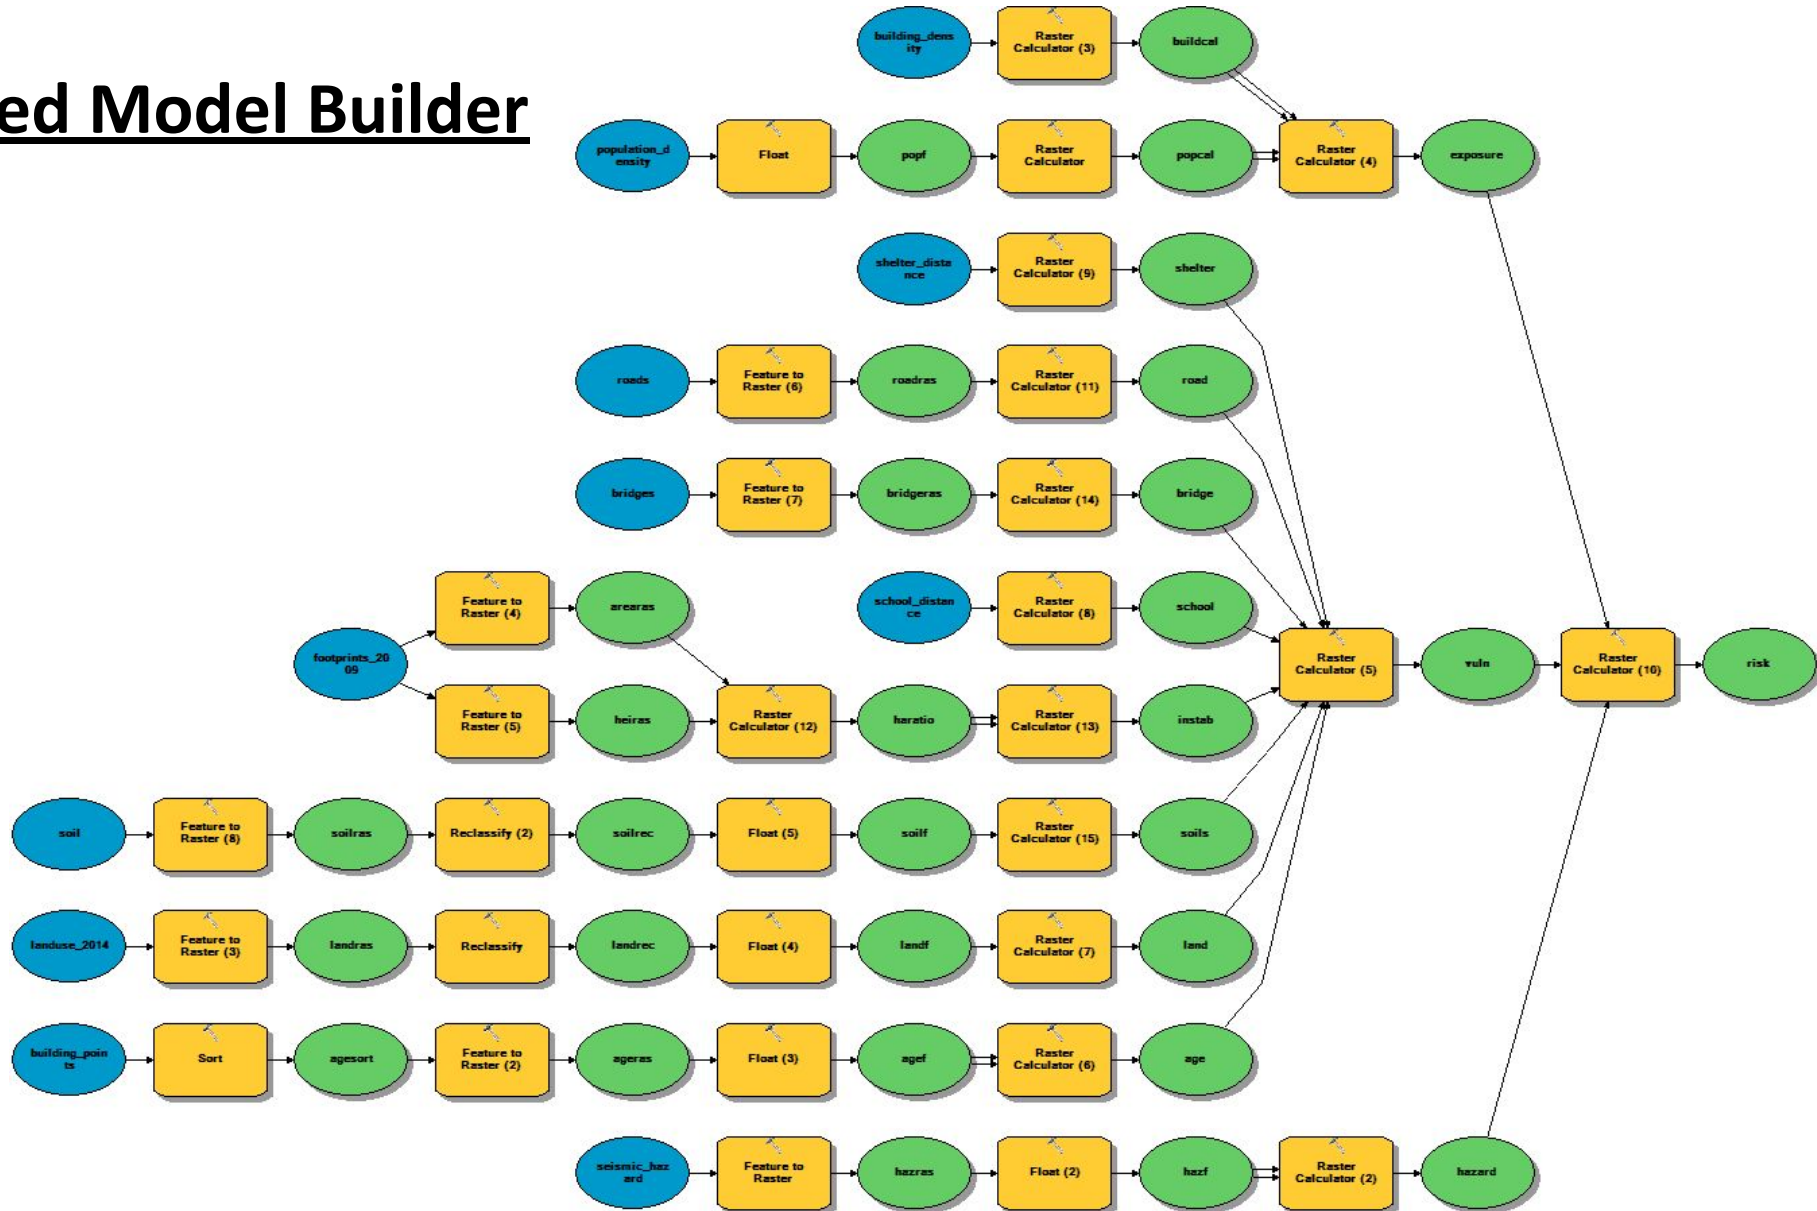 ed Model Builder
building_dens
ity
Raster
Calculator (3)
buildcal
population_d
ensity
Float
popf
Raster
Calculator
popcal
Raster
Calculator (4)
exposure
shelter_dista
nce
Raster
Calculator (9)
shelter
roads
Feature to
Raster (6)
roadras
Raster
Calculator (11)
road
bridges
Feature to
Raster (7)
bridgeras
Raster
Calculator (14)
bridge
Feature to
Raster (4)
arearas
school_distan
ce
Raster
Calculator (8)
school
footprints_20
09
Raster
Calculator (5)
vuln
Raster
Calculator (10)
risk
Feature to
Raster (5)
heiras
Raster
Calculator (12)
haratio
Raster
Calculator (13)
instab
soil
Feature to
Raster (8)
soilras
Reclassify (2)
soilrec
Float (5)
soilf
Raster
Calculator (15)
soils
landuse_2014
Feature to
Raster (3)
landras
Reclassify
landrec
Float (4)
landf
Raster
Calculator (7)
land
building_poin
ts
Sort
agesort
Feature to
Raster (2)
ageras
Float (3)
agef
Raster
Calculator (6)
age
seismic_haz
ard
Feature to
Raster
hazras
Float (2)
hazf
Raster
Calculator (2)
hazard